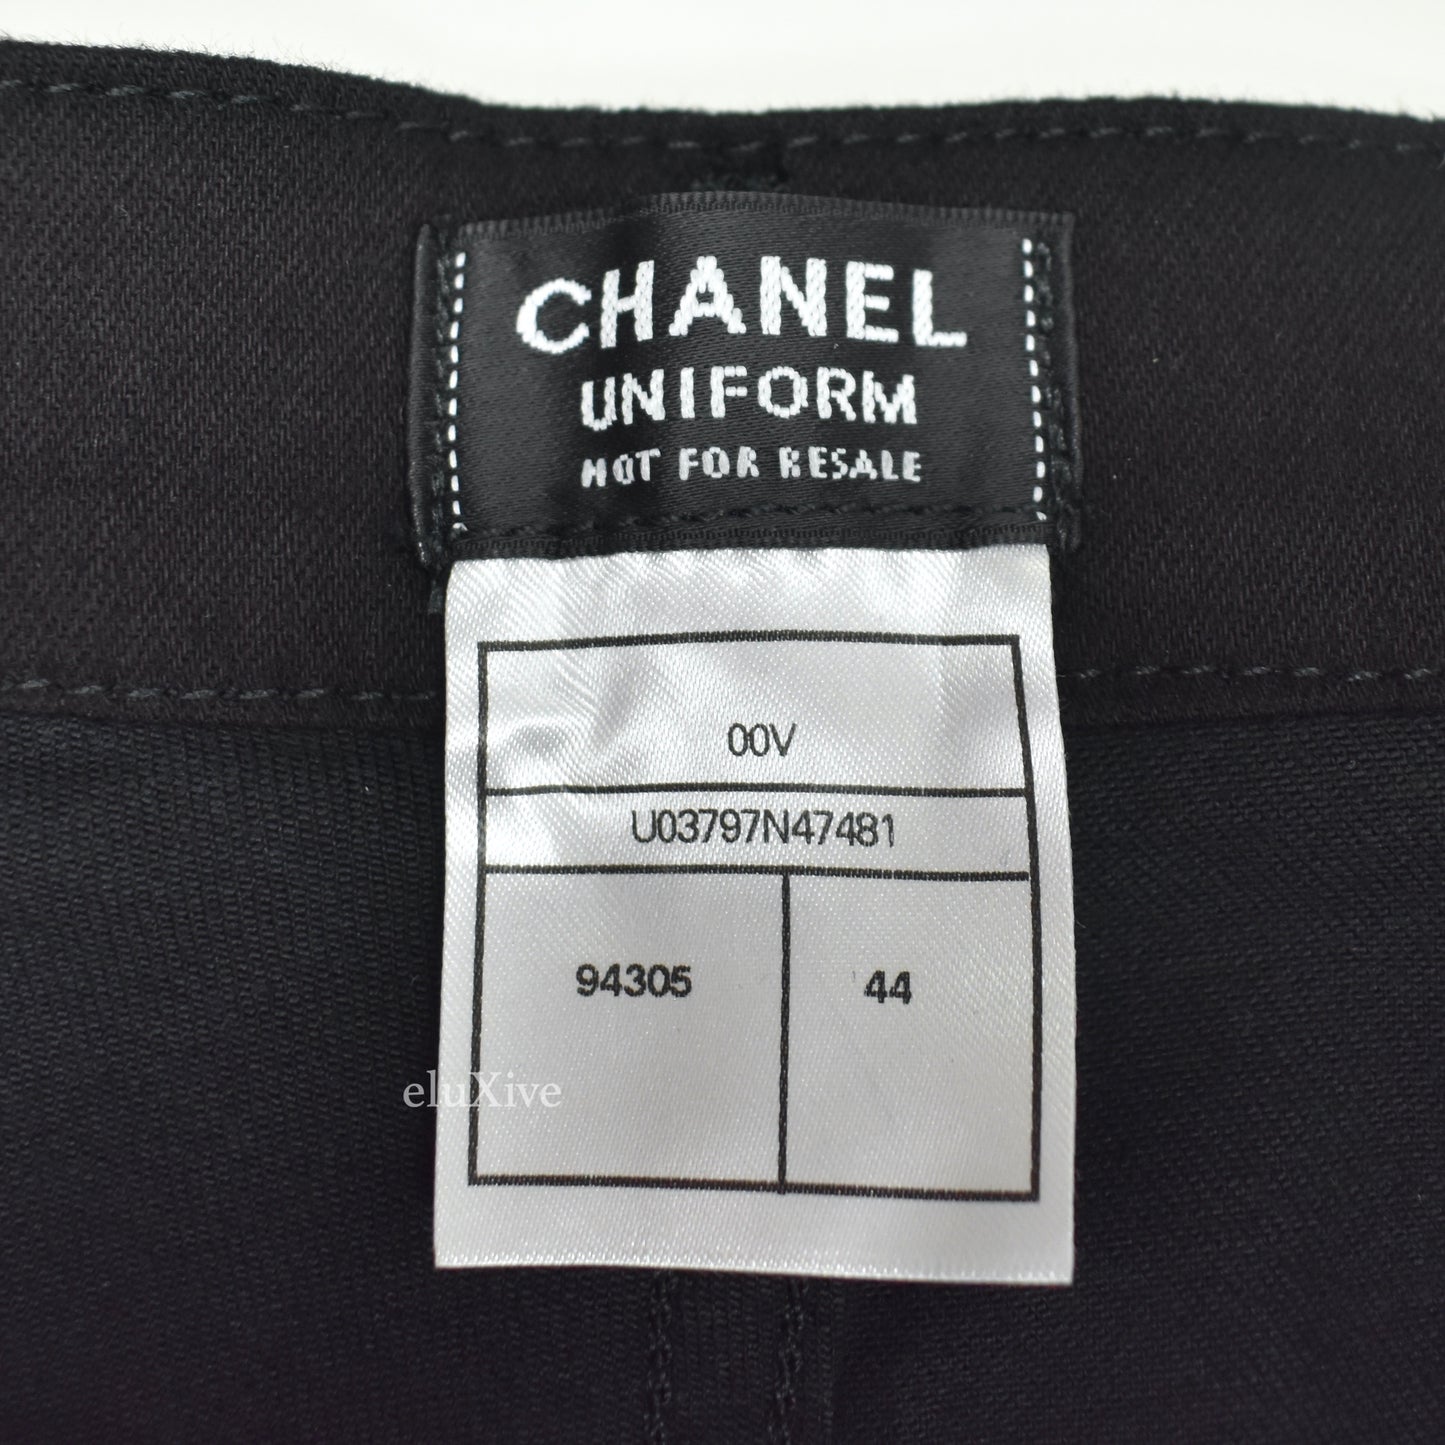 CHANEL
UNIFORM
NOT FOR RESALE
00V
U03797N47481
94305 44
eluXive